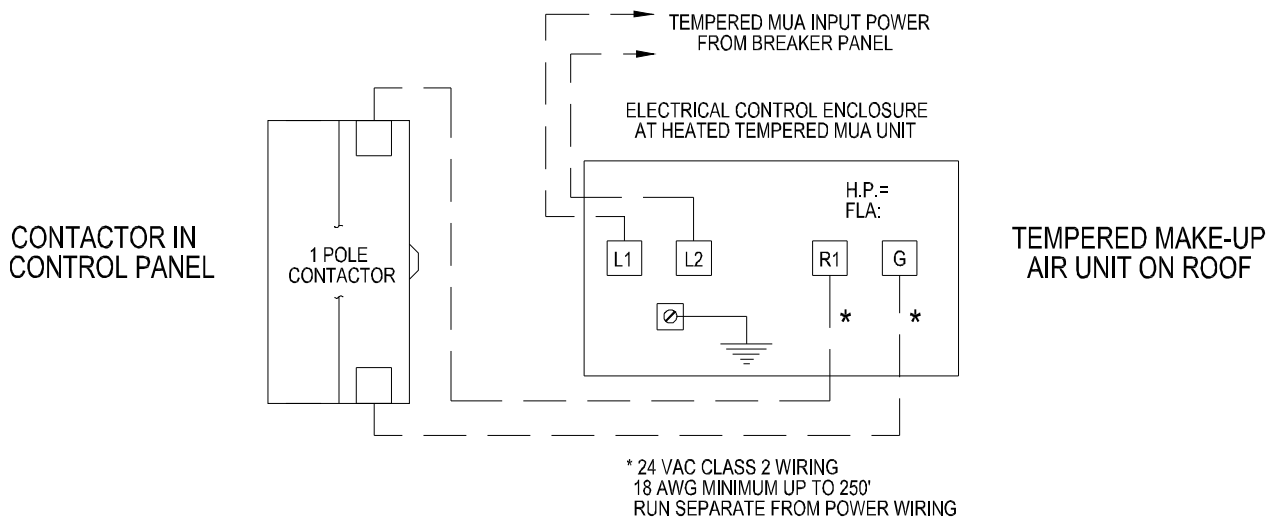 TEMPERED MUA INPUT POWER
FROM BREAKER PANEL
ELECTRICAL CONTROL ENCLOSURE
AT HEATED TEMPERED MUA UNIT
H.P.=
FLA:
CONTACTOR IN
CONTROL PANEL
1 POLE
CONTACTOR
L1
L2
R1
G
TEMPERED MAKE-UP
AIR UNIT ON ROOF
*
*
* 24 VAC CLASS 2 WIRING
18 AWG MINIMUM UP TO 250'
RUN SEPARATE FROM POWER WIRING